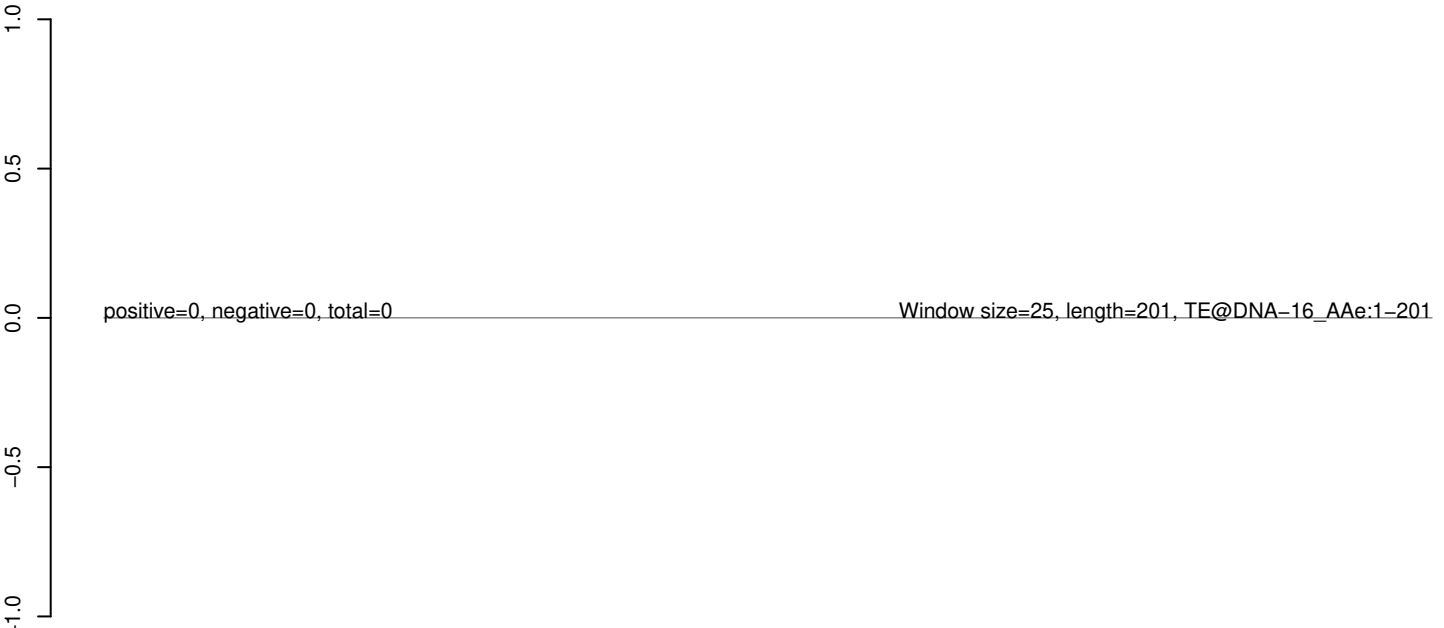 1.0
0.5
positive=0, negative=0, total=0
Window size=25, length=201, TE@DNA−16_AAe:1−201
0.0
−0.5
−1.0